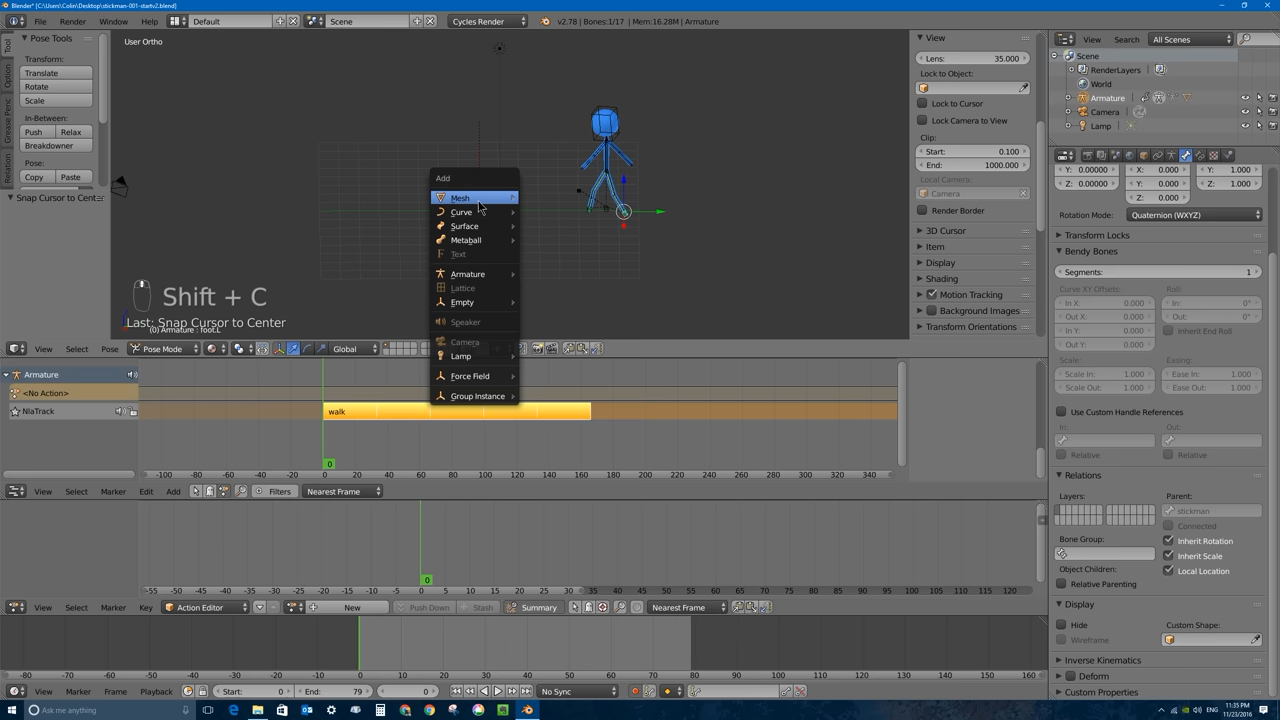 Blender* [C:\Users\Colin\Desktop\stickman-001-startv2.blend]
File Render Window Help Default Scene Cycles Render v2.78 | Bones:1/17 | Mem:16.28M | Armature
View Search All Scenes
Tool
Option
Grease Penc
Relation
Pose Tools
Transform:
Translate
Rotate
Scale
In-Between:
Push Relax
Breakdowner
Pose:
Copy Paste
Snap Cursor to Center
User Ortho
Shift + C
Last: Snap Cursor to Center
(0) Armature : foot.L
Add
Mesh
Curve
Surface
Metaball
Text
Armature
Lattice
Empty
Speaker
Camera
Lamp
Force Field
Group Instance
View
Lens: 35.000
Lock to Object:
Lock to Cursor
Lock Camera to View
Clip:
Start: 0.100
End: 1000.000
Local Camera:
Camera
Render Border
3D Cursor
Item
Display
Shading
Motion Tracking
Background Images
Transform Orientations
Scene
RenderLayers
World
Armature
Camera
Lamp
Y: 0.00000 X: 0.000 Y: 1.000
Z: 0.00000 Y: 0.000 Z: 1.000
Z: 0.000
Rotation Mode: Quaternion (WXYZ)
Transform Locks
Bendy Bones
Segments: 1
Curve XY Offsets: Roll:
In X: 0.000 In: 0°
Out X: 0.000 Out: 0°
In Y: 0.000 Inherit End Roll
Out Y: 0.000
Scale: Easing:
Scale In: 1.000 Ease In: 1.000
Scale Out: 1.000 Ease Out: 1.000
Use Custom Handle References
In: Out:
Relative Relative
Relations
Layers: Parent:
stickman
Connected
Bone Group: Inherit Rotation
Inherit Scale
Object Children: Local Location
Relative Parenting
Display
Hide Custom Shape:
Wireframe
Inverse Kinematics
Deform
Custom Properties
View Select Pose Pose Mode Global
Armature
<No Action>
NlaTrack walk
0
-100 -80 -60 -40 -20 0 20 40 60 80 100 120 140 160 180 200 220 240 260 280 300 320 340
View Select Marker Edit Add Filters Nearest Frame
0
-55 -50 -45 -40 -35 -30 -25 -20 -15 -10 -5 0 5 10 15 20 25 30 35 40 45 50 55 60 65 70 75 80 85 90 95 100 105 110 115 120
View Select Marker Key Action Editor New Push Down Stash Summary Nearest Frame
-80 -70 -60 -50 -40 -30 -20 -10 0 10 20 30 40 50 60 70 80 90 100 110 120 130 140 150 160
View Marker Frame Playback Start: 0 End: 79 0 No Sync
Ask me anything
11:35 PM
11/23/2016